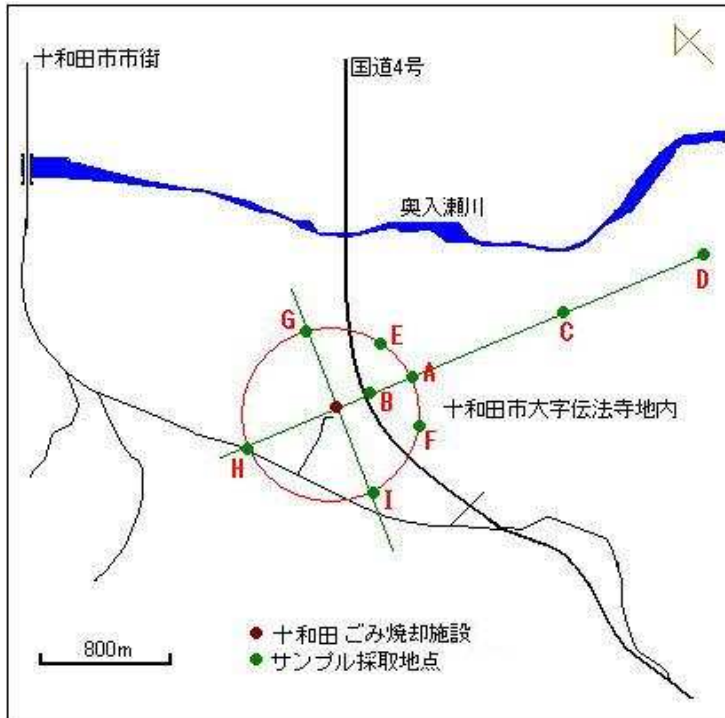 十和田市市街
国道4号
奥入瀬川
D
C
G
E
A
B
十和田市大字伝法寺地内
F
H
I
800m
十和田ごみ焼却施設
サンプル採取地点